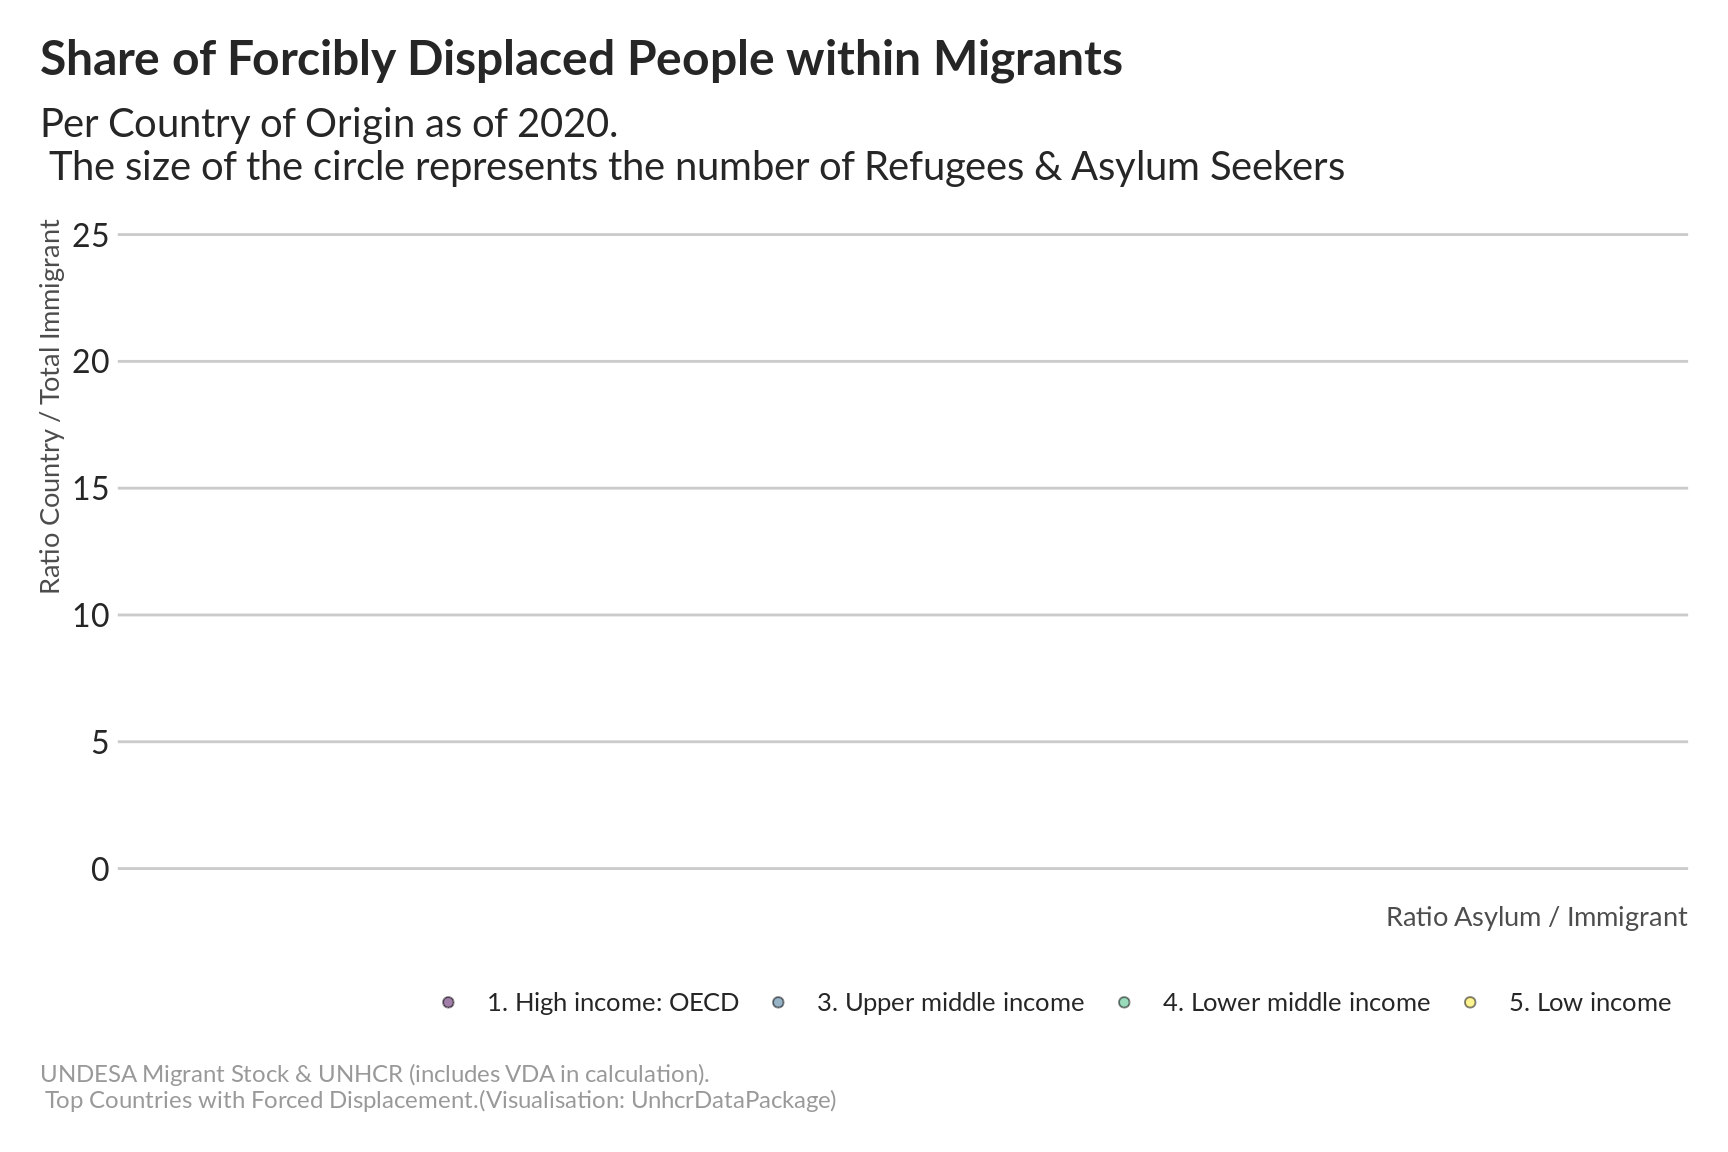 Share of Forcibly Displaced People within Migrants
Per Country of Origin as of 2020.
The size of the circle represents the number of Refugees & Asylum Seekers
Ratio Country / Total Immigrant
25
20
15
10
5
0
Ratio Asylum / Immigrant
1. High income: OECD
3. Upper middle income
4. Lower middle income
5. Low income
UNDESA Migrant Stock & UNHCR (includes VDA in calculation).
Top Countries with Forced Displacement.(Visualisation: UnhcrDataPackage)